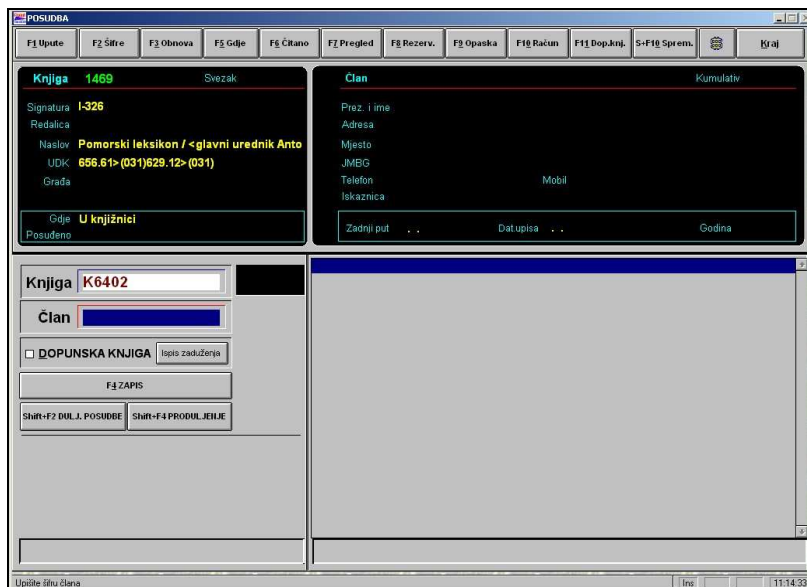 POSUDBA
F1 Upute F2 Šifre F3 Obnova F5 Gdje F6 Čitano F7 Pregled F8 Rezerv. F9 Opaska F10 Račun F11 Dop.knj. S+F10 Sprem. Kraj
Knjiga 1469 Svezak
Signatura I-326
Redalica
Naslov Pomorski leksikon / <glavni urednik Anto
UDK 656.61>(031)629.12>(031)
Građa
Gdje U knjižnici
Posuđeno
Član Kumulativ
Prez. i ime
Adresa
Mjesto
JMBG
Telefon Mobil
Iskaznica
Zadnji put . . Dat.upisa . . Godina
Knjiga K6402
Član
DOPUNSKA KNJIGA Ispis zaduženja
F4 ZAPIS
Shift+F2 DULJ. POSUDBE Shift+F4 PRODULJENJE
Upišite šifru člana Ins 11:14:33